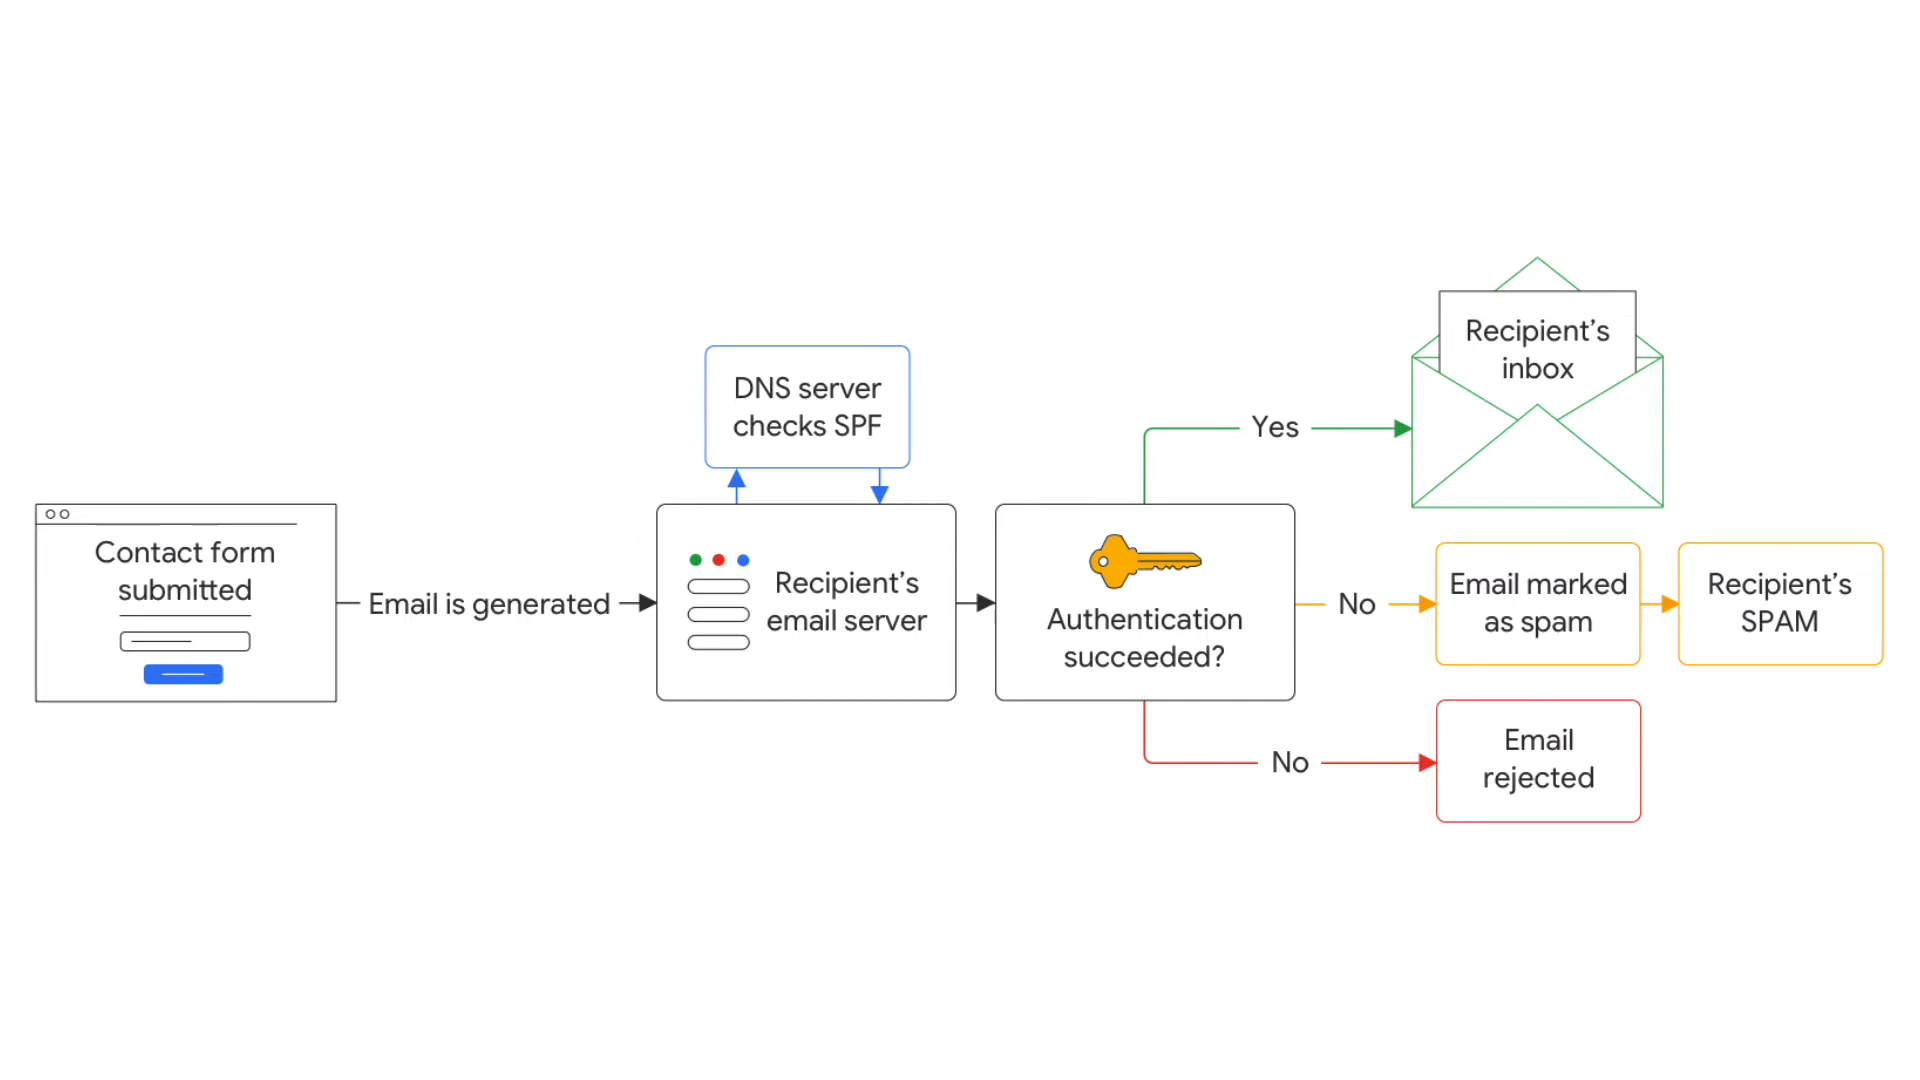 Contact form
submitted
Email is generated
DNS server
checks SPF
Recipient’s
email server
Authentication
succeeded?
Yes
Recipient’s
inbox
No
Email marked
as spam
Recipient’s
SPAM
No
Email
rejected